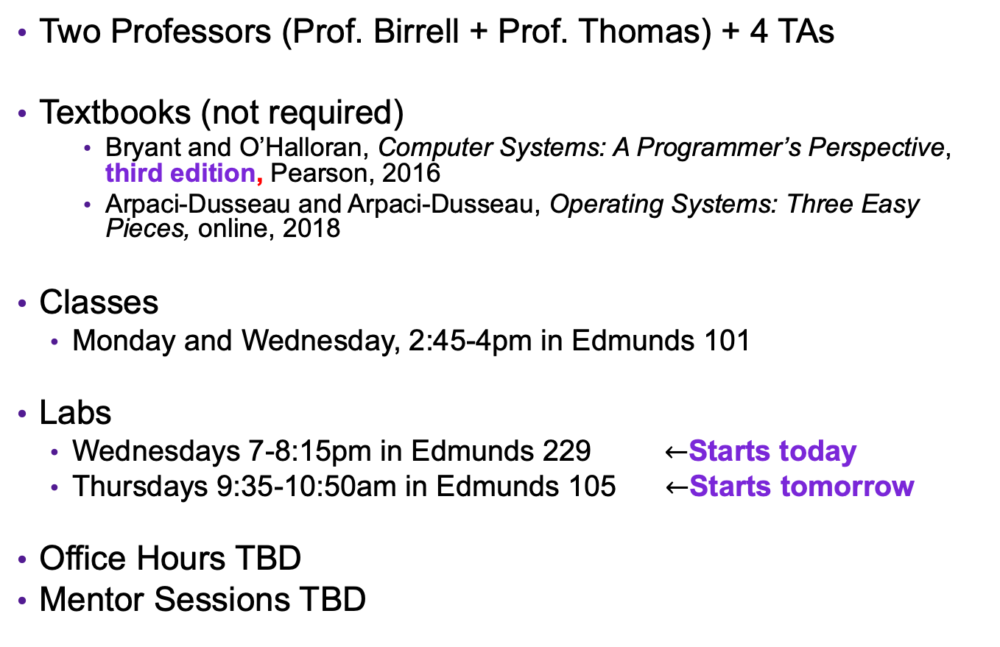 • Two Professors (Prof. Birrell + Prof. Thomas) + 4 TAs
• Textbooks (not required)
• Bryant and O’Halloran, Computer Systems: A Programmer’s Perspective,
third edition, Pearson, 2016
• Arpaci-Dusseau and Arpaci-Dusseau, Operating Systems: Three Easy
Pieces, online, 2018
• Classes
• Monday and Wednesday, 2:45-4pm in Edmunds 101
• Labs
• Wednesdays 7-8:15pm in Edmunds 229 ←Starts today
• Thursdays 9:35-10:50am in Edmunds 105 ←Starts tomorrow
• Office Hours TBD
• Mentor Sessions TBD